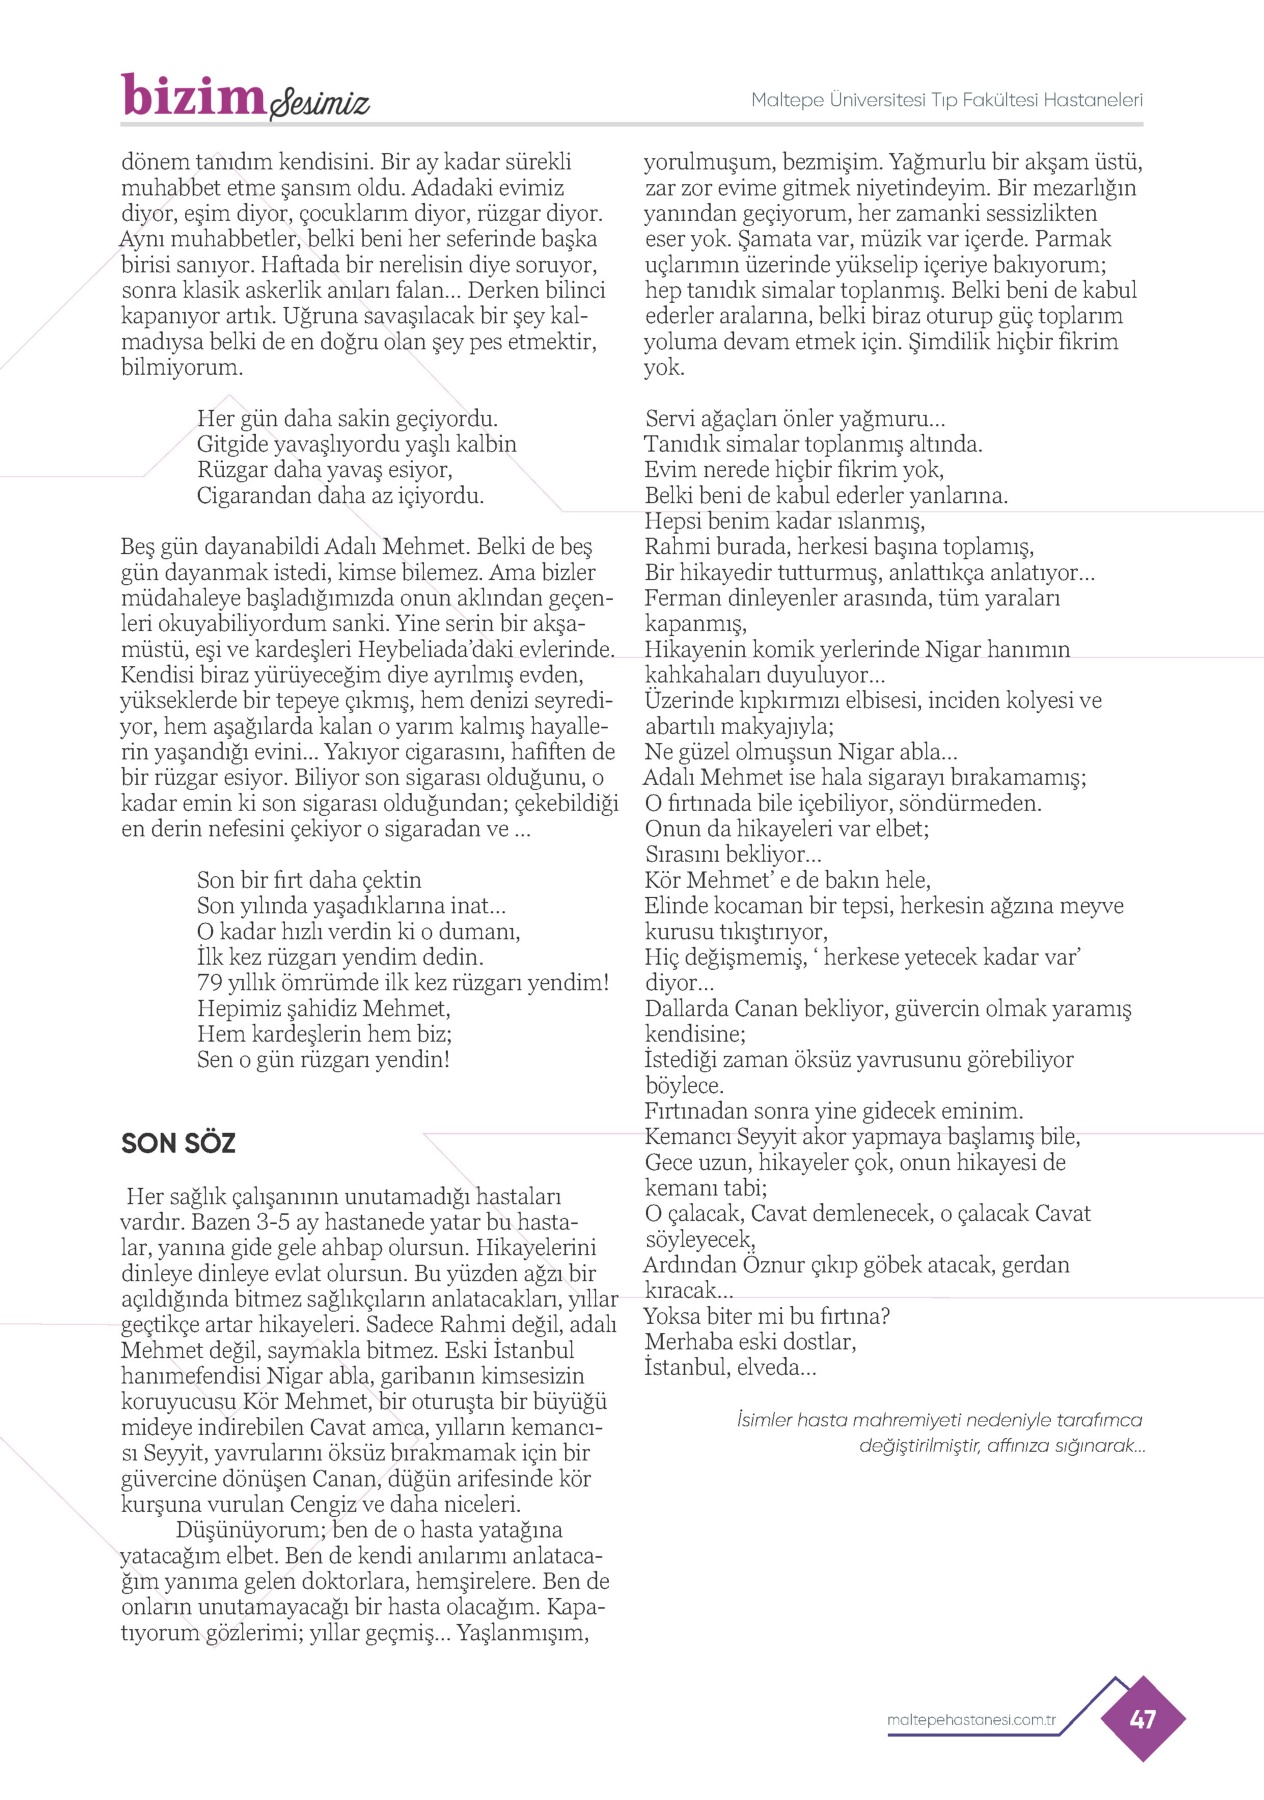 bizim Sesimiz
Maltepe Üniversitesi Tıp Fakültesi Hastaneleri
dönem tanıdım kendisini. Bir ay kadar sürekli
muhabbet etme şansım oldu. Adadaki evimiz
diyor, eşim diyor, çocuklarım diyor, rüzgar diyor.
Aynı muhabbetler, belki beni her seferinde başka
birisi sanıyor. Haftada bir nerelisin diye soruyor,
sonra klasik askerlik anıları falan... Derken bilinci
kapanıyor artık. Uğruna savaşılacak bir şey kal-
madıysa belki de en doğru olan şey pes etmektir,
bilmiyorum.
Her gün daha sakin geçiyordu.
Gitgide yavaşlıyordu yaşlı kalbin
Rüzgar daha yavaş esiyor,
Cigarandan daha az içiyordu.
Beş gün dayanabildi Adalı Mehmet. Belki de beş
gün dayanmak istedi, kimse bilemez. Ama bizler
müdahaleye başladığımızda onun aklından geçen-
leri okuyabiliyordum sanki. Yine serin bir akşa-
müstü, eşi ve kardeşleri Heybeliada’daki evlerinde.
Kendisi biraz yürüyeceğim diye ayrılmış evden,
yükseklerde bir tepeye çıkmış, hem denizi seyredi-
yor, hem aşağılarda kalan o yarım kalmış hayalle-
rin yaşandığı evini... Yakıyor cigarasını, hafiften de
bir rüzgar esiyor. Biliyor son sigarası olduğunu, o
kadar emin ki son sigarası olduğundan; çekebildiği
en derin nefesini çekiyor o sigaradan ve ...
Son bir fırt daha çektin
Son yılında yaşadıklarına inat...
O kadar hızlı verdin ki o dumanı,
İlk kez rüzgarı yendim dedin.
79 yıllık ömrümde ilk kez rüzgarı yendim!
Hepimiz şahidiz Mehmet,
Hem kardeşlerin hem biz;
Sen o gün rüzgarı yendin!
SON SÖZ
Her sağlık çalışanının unutamadığı hastaları
vardır. Bazen 3-5 ay hastanede yatar bu hasta-
lar, yanına gide gele ahbap olursun. Hikayelerini
dinleye dinleye evlat olursun. Bu yüzden ağzı bir
açıldığında bitmez sağlıkçıların anlatacakları, yıllar
geçtikçe artar hikayeleri. Sadece Rahmi değil, adalı
Mehmet değil, saymakla bitmez. Eski İstanbul
hanımefendisi Nigar abla, garibanın kimsesizin
koruyucusu Kör Mehmet, bir oturuşta bir büyüğü
mideye indirebilen Cavat amca, yılların kemancı-
sı Seyyit, yavrularını öksüz bırakmamak için bir
güvercine dönüşen Canan, düğün arifesinde kör
kurşuna vurulan Cengiz ve daha niceleri.
Düşünüyorum; ben de o hasta yatağına
yatacağım elbet. Ben de kendi anılarımı anlataca-
ğım yanıma gelen doktorlara, hemşirelere. Ben de
onların unutamayacağı bir hasta olacağım. Kapa-
tıyorum gözlerimi; yıllar geçmiş... Yaşlanmışım,
yorulmuşum, bezmişim. Yağmurlu bir akşam üstü,
zar zor evime gitmek niyetindeyim. Bir mezarlığın
yanından geçiyorum, her zamanki sessizlikten
eser yok. Şamata var, müzik var içerde. Parmak
uçlarımın üzerinde yükselip içeriye bakıyorum;
hep tanıdık simalar toplanmış. Belki beni de kabul
ederler aralarına, belki biraz oturup güç toplarım
yoluma devam etmek için. Şimdilik hiçbir fikrim
yok.
Servi ağaçları önler yağmuru...
Tanıdık simalar toplanmış altında.
Evim nerede hiçbir fikrim yok,
Belki beni de kabul ederler yanlarına.
Hepsi benim kadar ıslanmış,
Rahmi burada, herkesi başına toplamış,
Bir hikayedir tutturmuş, anlattıkça anlatıyor...
Ferman dinleyenler arasında, tüm yaraları
kapanmış,
Hikayenin komik yerlerinde Nigar hanımın
kahkahaları duyuluyor...
Üzerinde kıpkırmızı elbisesi, inciden kolyesi ve
abartılı makyajıyla;
Ne güzel olmuşsun Nigar abla...
Adalı Mehmet ise hala sigarayı bırakamamış;
O fırtınada bile içebiliyor, söndürmeden.
Onun da hikayeleri var elbet;
Sırasını bekliyor...
Kör Mehmet’ e de bakın hele,
Elinde kocaman bir tepsi, herkesin ağzına meyve
kurusu tıkıştırıyor,
Hiç değişmemiş, ‘ herkese yetecek kadar var’
diyor...
Dallarda Canan bekliyor, güvercin olmak yaramış
kendisine;
İstediği zaman öksüz yavrusunu görebiliyor
böylece.
Fırtınadan sonra yine gidecek eminim.
Kemancı Seyyit akor yapmaya başlamış bile,
Gece uzun, hikayeler çok, onun hikayesi de
kemanı tabi;
O çalacak, Cavat demlenecek, o çalacak Cavat
söyleyecek,
Ardından Öznur çıkıp göbek atacak, gerdan
kıracak...
Yoksa biter mi bu fırtına?
Merhaba eski dostlar,
İstanbul, elveda...
İsimler hasta mahremiyeti nedeniyle tarafımca
değiştirilmiştir, affınıza sığınarak...
maltepehastanesi.com.tr
47